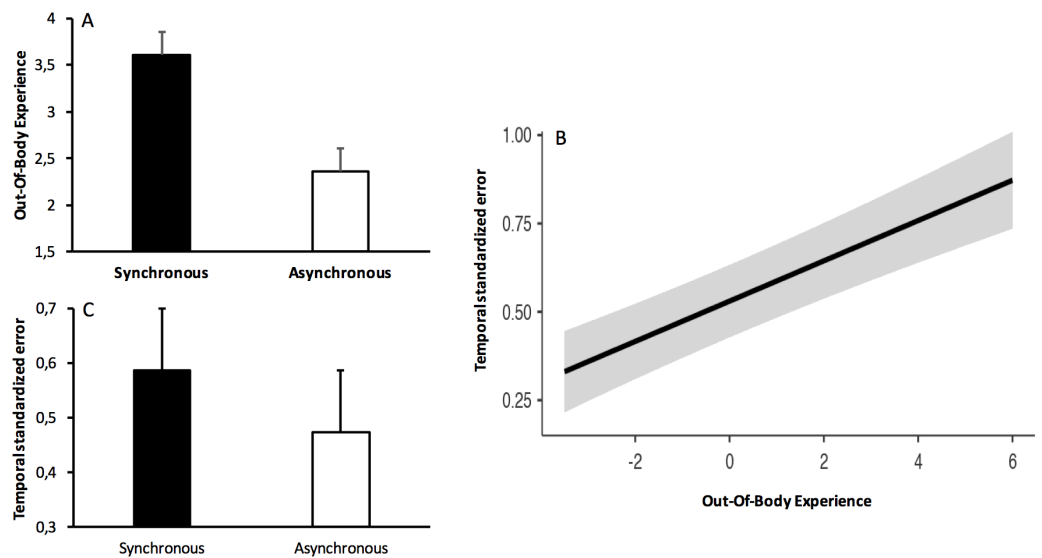 A
Out-Of-Body Experience
4
3,5
3
2,5
2
1,5
Synchronous Asynchronous
C
Temporal standardized error
0,7
0,6
0,5
0,4
0,3
Synchronous Asynchronous
B
Temporal standardized error
1.00
0.75
0.50
0.25
-2 0 2 4 6
Out-Of-Body Experience